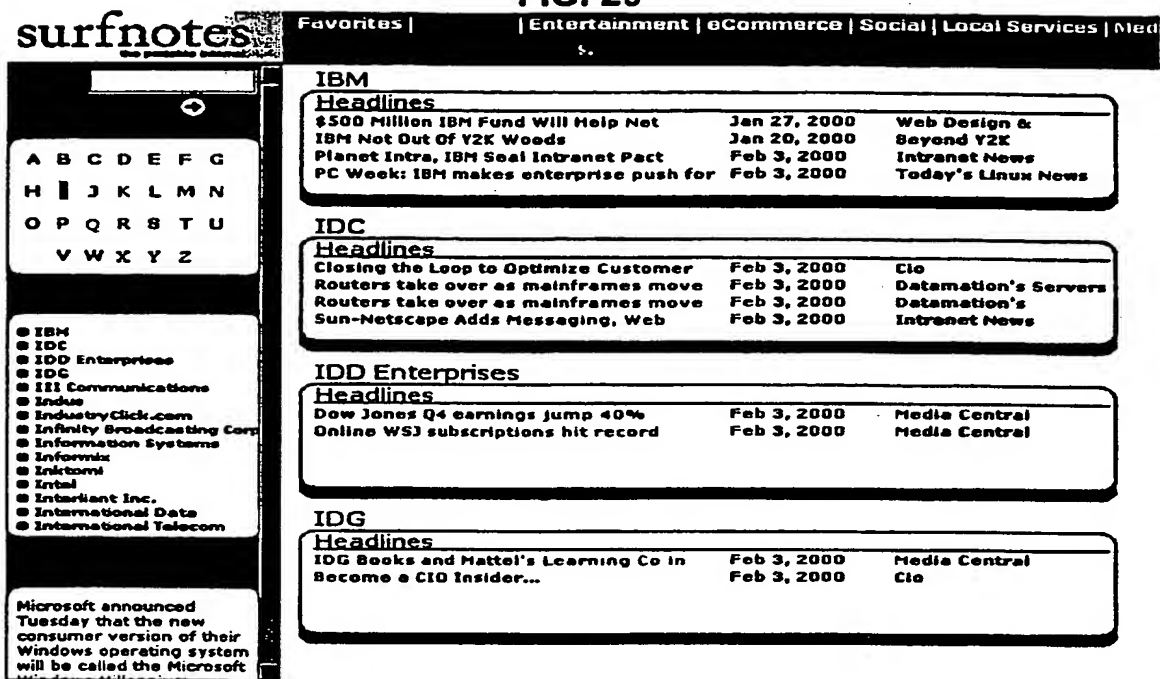 surfnotes
Favorites | | Entertainment | eCommerce | Social | Local Services | Med
s.
A B C D E F G
H J K L M N
O P Q R S T U
V W X Y Z
IBM
IDC
IDD Enterprises
IDG
III Communications
Indus
IndustryClick.com
Infinity Broadcasting Corp
Information Systems
Informix
Inktomi
Intel
Interliant Inc.
International Data
International Telecom
Microsoft announced
Tuesday that the new
consumer version of their
Windows operating system
will be called the Microsoft
IBM
Headlines
$500 Million IBM Fund Will Help Net Jan 27, 2000 Web Design &
IBM Not Out Of Y2K Woods Jan 20, 2000 Beyond Y2K
Planet Intra, IBM Seal Intranet Pact Feb 3, 2000 Intranet News
PC Week: IBM makes enterprise push for Feb 3, 2000 Today's Linux News
IDC
Headlines
Closing the Loop to Optimize Customer Feb 3, 2000 Cio
Routers take over as mainframes move Feb 3, 2000 Datamation's Servers
Routers take over as mainframes move Feb 3, 2000 Datamation's
Sun-Netscape Adds Messaging, Web Feb 3, 2000 Intranet News
IDD Enterprises
Headlines
Dow Jones Q4 earnings jump 40% Feb 3, 2000 Media Central
Online WSJ subscriptions hit record Feb 3, 2000 Media Central
IDG
Headlines
IDG Books and Mattel's Learning Co in Feb 3, 2000 Media Central
Become a CIO Insider... Feb 3, 2000 Cio